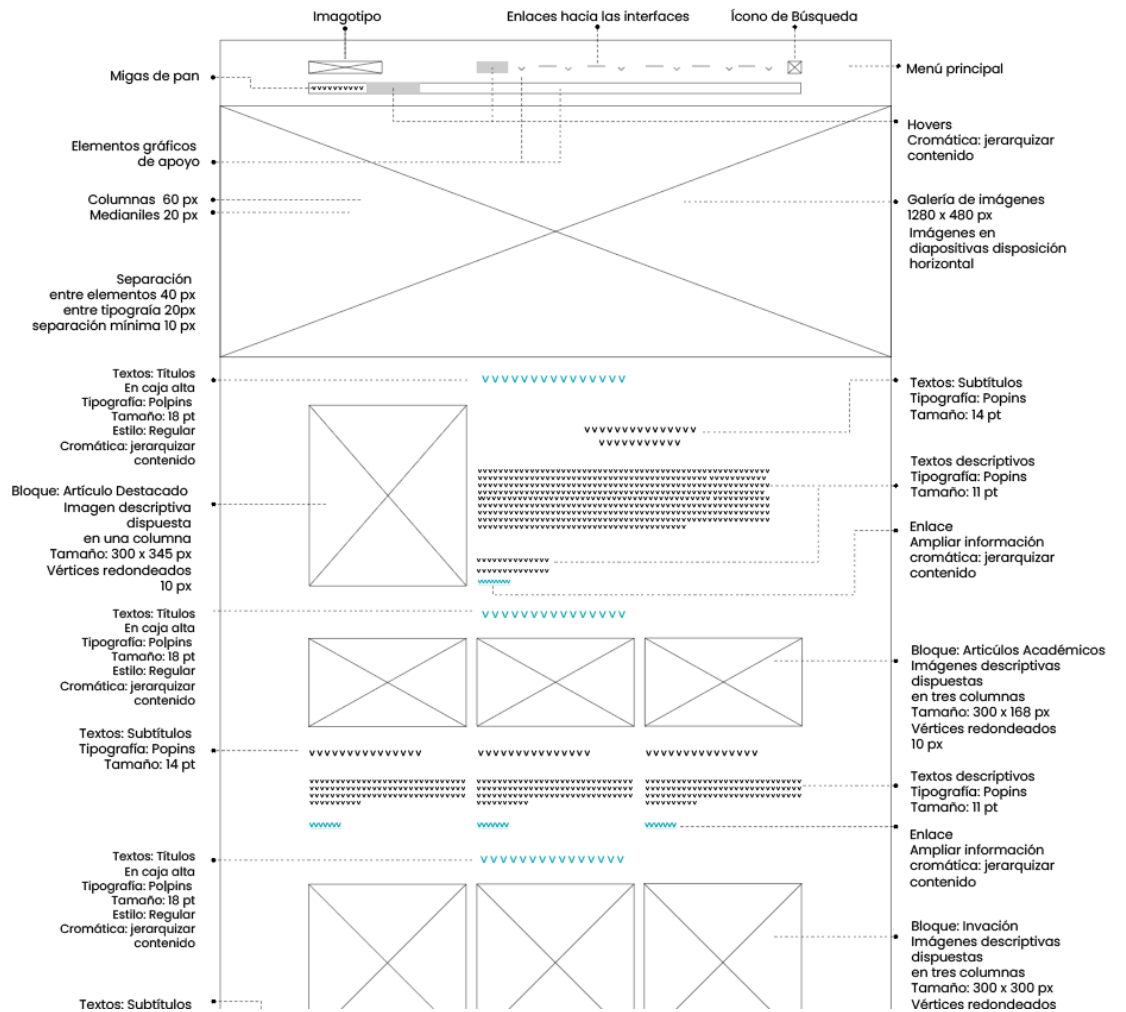 Imagotipo
Enlaces hacia las interfaces
Ícono de Búsqueda
Migas de pan
Menú principal
Hovers
Cromática: jerarquizar
contenido
Elementos gráficos
de apoyo
Columnas 60 px
Medianiles 20 px
Galería de imágenes
1280 x 480 px
Imágenes en
diapositivas disposición
horizontal
Separación
entre elementos 40 px
entre tipograía 20px
separación mínima 10 px
Textos: Títulos
En caja alta
Tipografía: Polpins
Tamaño: 18 pt
Estilo: Regular
Cromática: jerarquizar
contenido
Textos: Subtítulos
Tipografía: Popins
Tamaño: 14 pt
Textos descriptivos
Tipografía: Popins
Tamaño: 11 pt
Bloque: Artículo Destacado
Imagen descriptiva
dispuesta
en una columna
Tamaño: 300 x 345 px
Vértices redondeados
10 px
Enlace
Ampliar información
cromática: jerarquizar
contenido
Textos: Títulos
En caja alta
Tipografía: Polpins
Tamaño: 18 pt
Estilo: Regular
Cromática: jerarquizar
contenido
Bloque: Articúlos Académicos
Imágenes descriptivas
dispuestas
en tres columnas
Tamaño: 300 x 168 px
Vértices redondeados
10 px
Textos: Subtítulos
Tipografía: Popins
Tamaño: 14 pt
Textos descriptivos
Tipografía: Popins
Tamaño: 11 pt
Enlace
Ampliar información
cromática: jerarquizar
contenido
Textos: Títulos
En caja alta
Tipografía: Polpins
Tamaño: 18 pt
Estilo: Regular
Cromática: jerarquizar
contenido
Bloque: Invación
Imágenes descriptivas
dispuestas
en tres columnas
Tamaño: 300 x 300 px
Vértices redondeados
Textos: Subtítulos